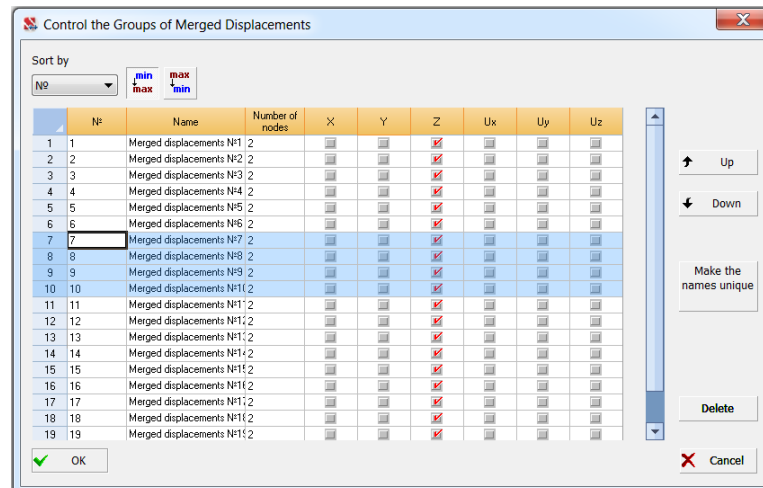 Control the Groups of Merged Displacements
Sort by
Nº
min max
max min
Nº Name Number of nodes X Y Z Ux Uy Uz
1 1 Merged displacements Nº1 2
2 2 Merged displacements Nº2 2
3 3 Merged displacements Nº3 2
4 4 Merged displacements Nº4 2
5 5 Merged displacements Nº5 2
6 6 Merged displacements Nº6 2
7 7 Merged displacements Nº7 2
8 8 Merged displacements Nº8 2
9 9 Merged displacements Nº9 2
10 10 Merged displacements 2
11 11 Merged displacements 2
12 12 Merged displacements 2
13 13 Merged displacements 2
14 14 Merged displacements 2
15 15 Merged displacements 2
16 16 Merged displacements 2
17 17 Merged displacements 2
18 18 Merged displacements 2
19 19 Merged displacements 2
Up
Down
Make the
names unique
Delete
OK
Cancel